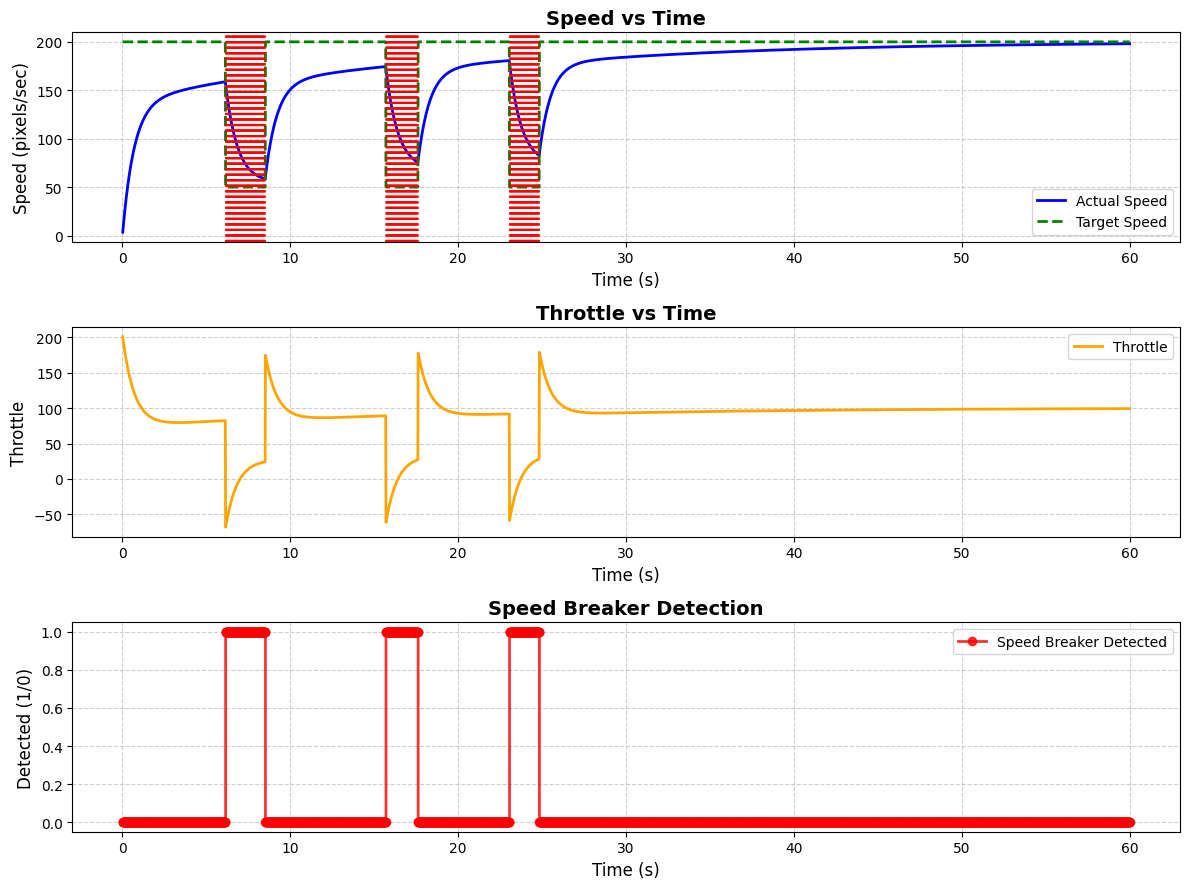 Speed vs Time
Speed (pixels/sec)
200
150
100
50
0
Actual Speed
Target Speed
0 10 20 30 40 50 60
Time (s)
Throttle vs Time
Throttle
200
150
100
50
0
−50
Throttle
0 10 20 30 40 50 60
Time (s)
Speed Breaker Detection
Detected (1/0)
1.0
0.8
0.6
0.4
0.2
0.0
Speed Breaker Detected
0 10 20 30 40 50 60
Time (s)